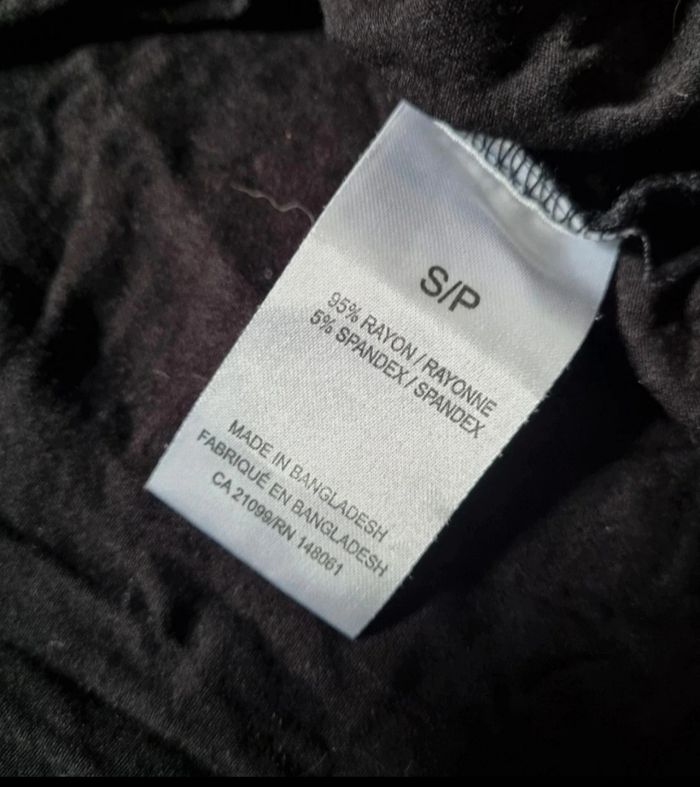 S/P
95% RAYON / RAYONNE
5% SPANDEX / SPANDEX
MADE IN BANGLADESH
FABRIQUÉ EN BANGLADESH
CA 21099/RN 148061